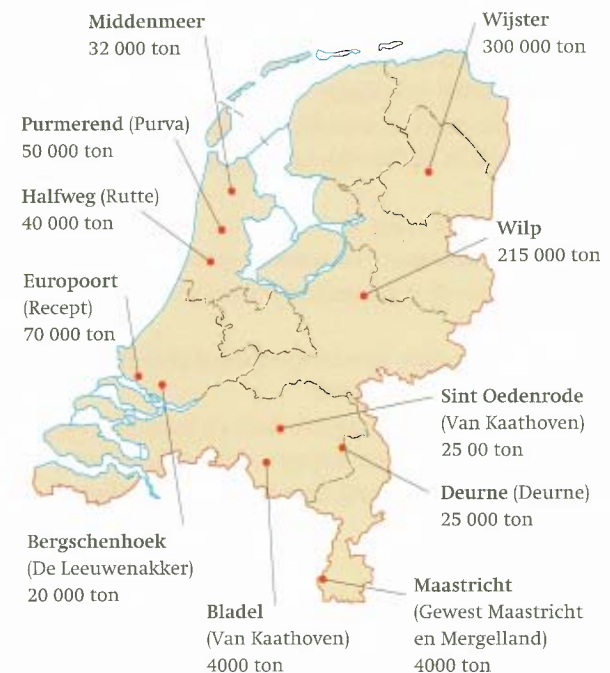 Middenmeer
32 000 ton
Wijster
300 000 ton
Purmerend (Purva)
50 000 ton
Halfweg (Rutte)
40 000 ton
Wilp
215 000 ton
Europoort
(Recept)
70 000 ton
Sint Oedenrode
(Van Kaathoven)
25 00 ton
Deurne (Deurne)
25 000 ton
Bergschenhoek
(De Leeuwenakker)
20 000 ton
Bladel
(Van Kaathoven)
4000 ton
Maastricht
(Gewest Maastricht
en Mergelland)
4000 ton